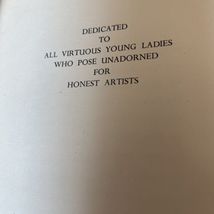 DEDICATED
TO
ALL VIRTUOUS YOUNG LADIES
WHO POSE UNADORNED
FOR
HONEST ARTISTS